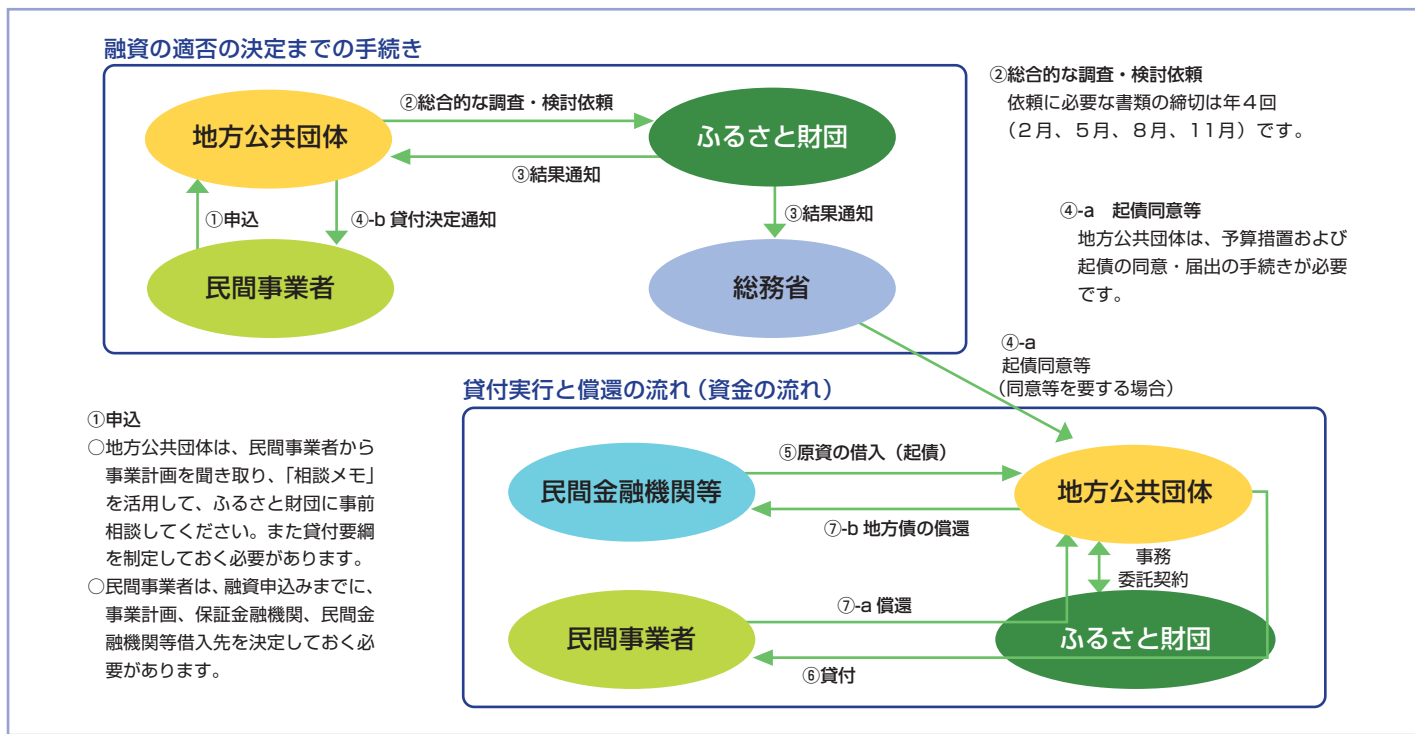 融資の適否の決定までの手続き
地方公共団体
②総合的な調査・検討依頼
ふるさと財団
③結果通知
①申込
④-b 貸付決定通知
③結果通知
民間事業者
総務省
②総合的な調査・検討依頼
依頼に必要な書類の締切は年4回
（2月、5月、8月、11月）です。
④-a　起債同意等
地方公共団体は、予算措置および
起債の同意・届出の手続きが必要
です。
④-a
起債同意等
（同意等を要する場合）
①申込
○地方公共団体は、民間事業者から
事業計画を聞き取り、「相談メモ」
を活用して、ふるさと財団に事前
相談してください。また貸付要綱
を制定しておく必要があります。
○民間事業者は、融資申込みまでに、
事業計画、保証金融機関、民間金
融機関等借入先を決定しておく必
要があります。
貸付実行と償還の流れ（資金の流れ）
民間金融機関等
⑤原資の借入（起債）
地方公共団体
⑦-b 地方債の償還
事務
委託契約
民間事業者
⑦-a 償還
ふるさと財団
⑥貸付